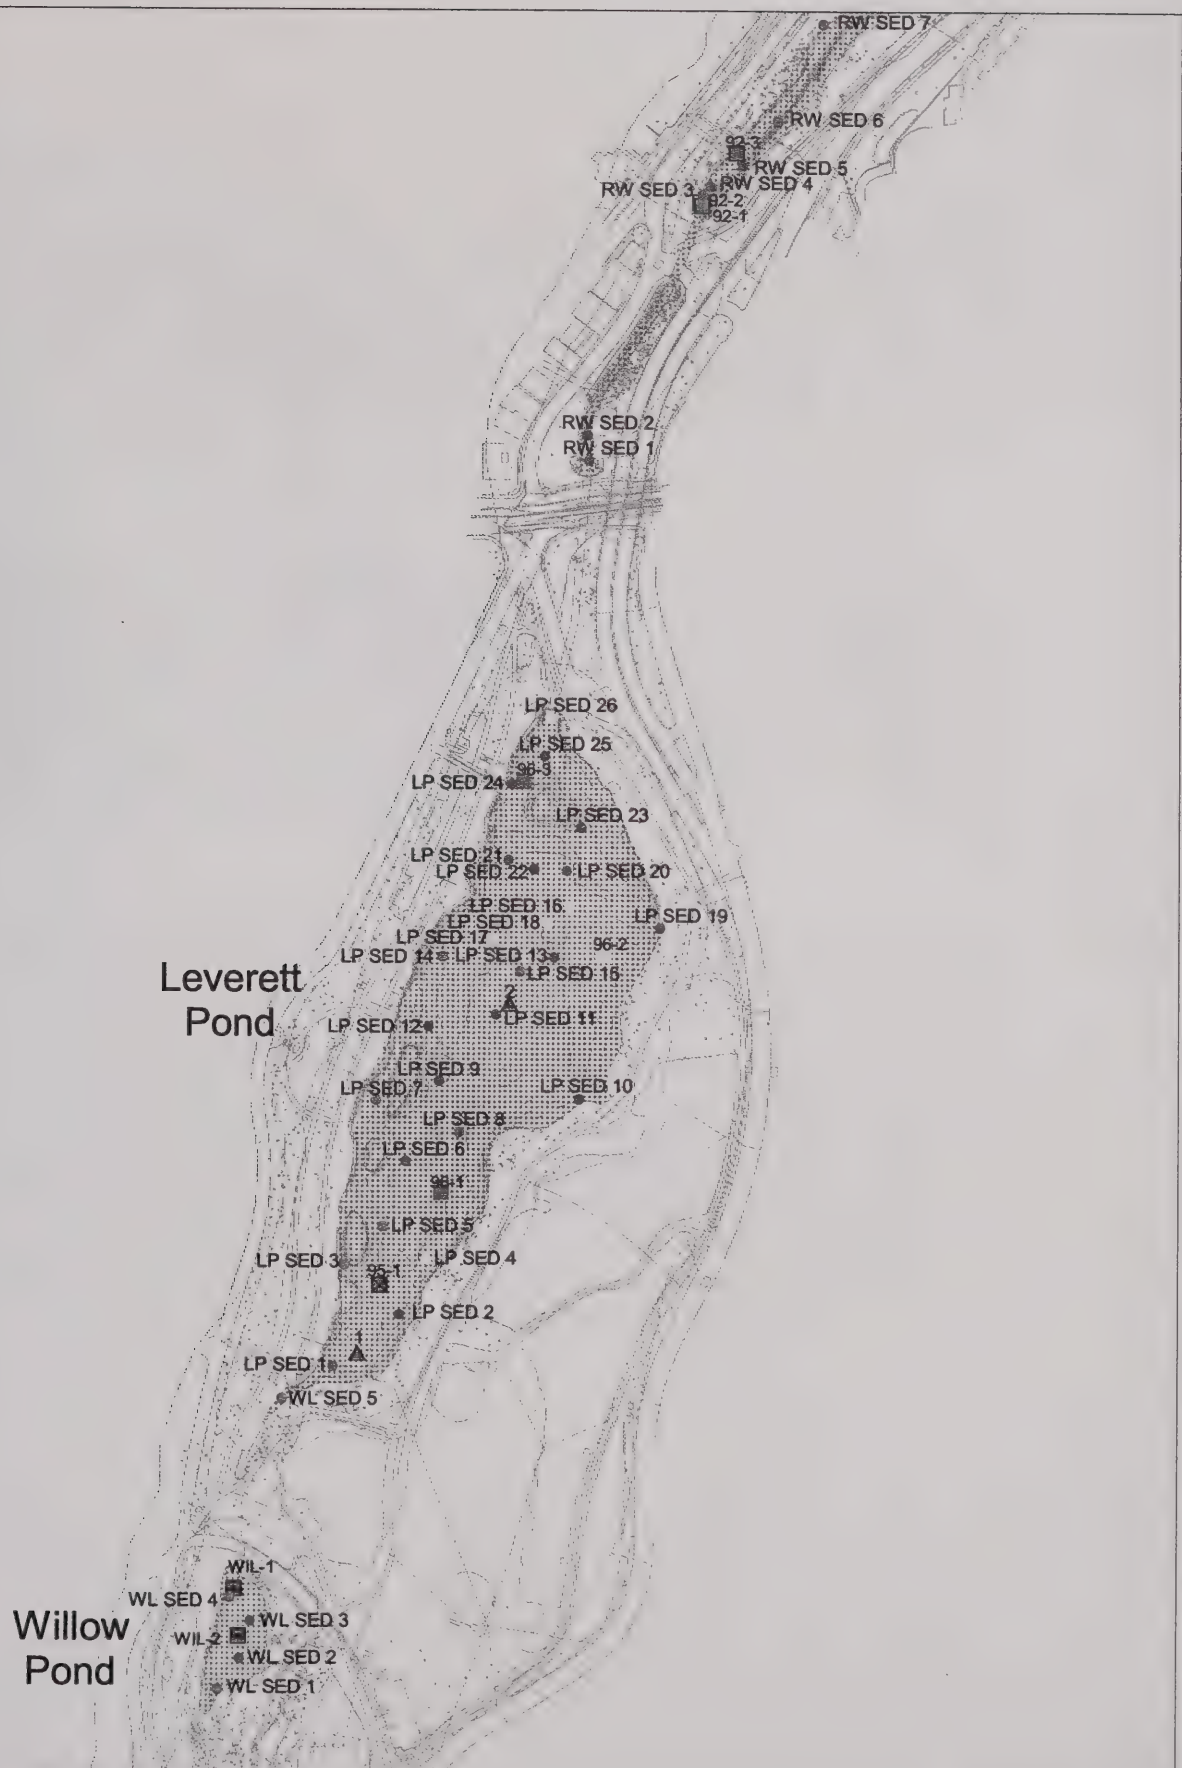 RW SED 7
RW SED 6
92-3
RW SED 5
RW SED 4
RW SED 3
92-2
92-1
RW SED 2
RW SED 1
LP SED 26
LP SED 25
96-3
LP SED 24
LP SED 23
LP SED 21
LP SED 22
LP SED 20
LP SED 16
LP SED 19
LP SED 18
LP SED 17
96-2
LP SED 14
LP SED 13
LP SED 15
Leverett
Pond
2
LP SED 11
LP SED 12
LP SED 9
LP SED 7
LP SED 10
LP SED 8
LP SED 6
96-1
LP SED 5
LP SED 3
LP SED 4
95-1
LP SED 2
1
LP SED 1
WL SED 5
WIL-1
WL SED 4
WL SED 3
Willow
Pond
WIL-2
WL SED 2
WL SED 1